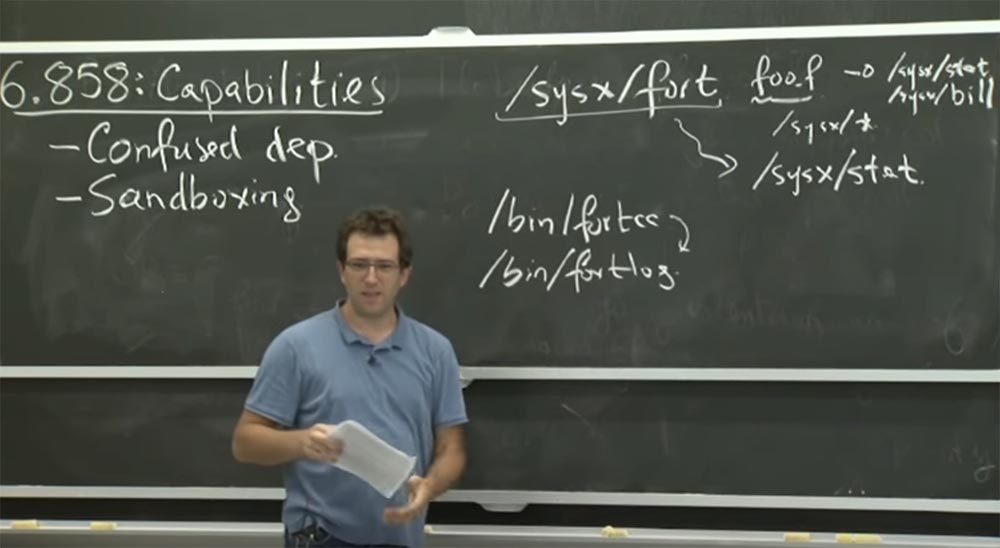 6.858: Capabilities
- Confused dep.
- Sandboxing
/sysx/fort foo.f → /sysx/stat,
/sysx/bill
/sysx/*
/sysx/stat.
/bin/fortcc
/bin/fortlog.